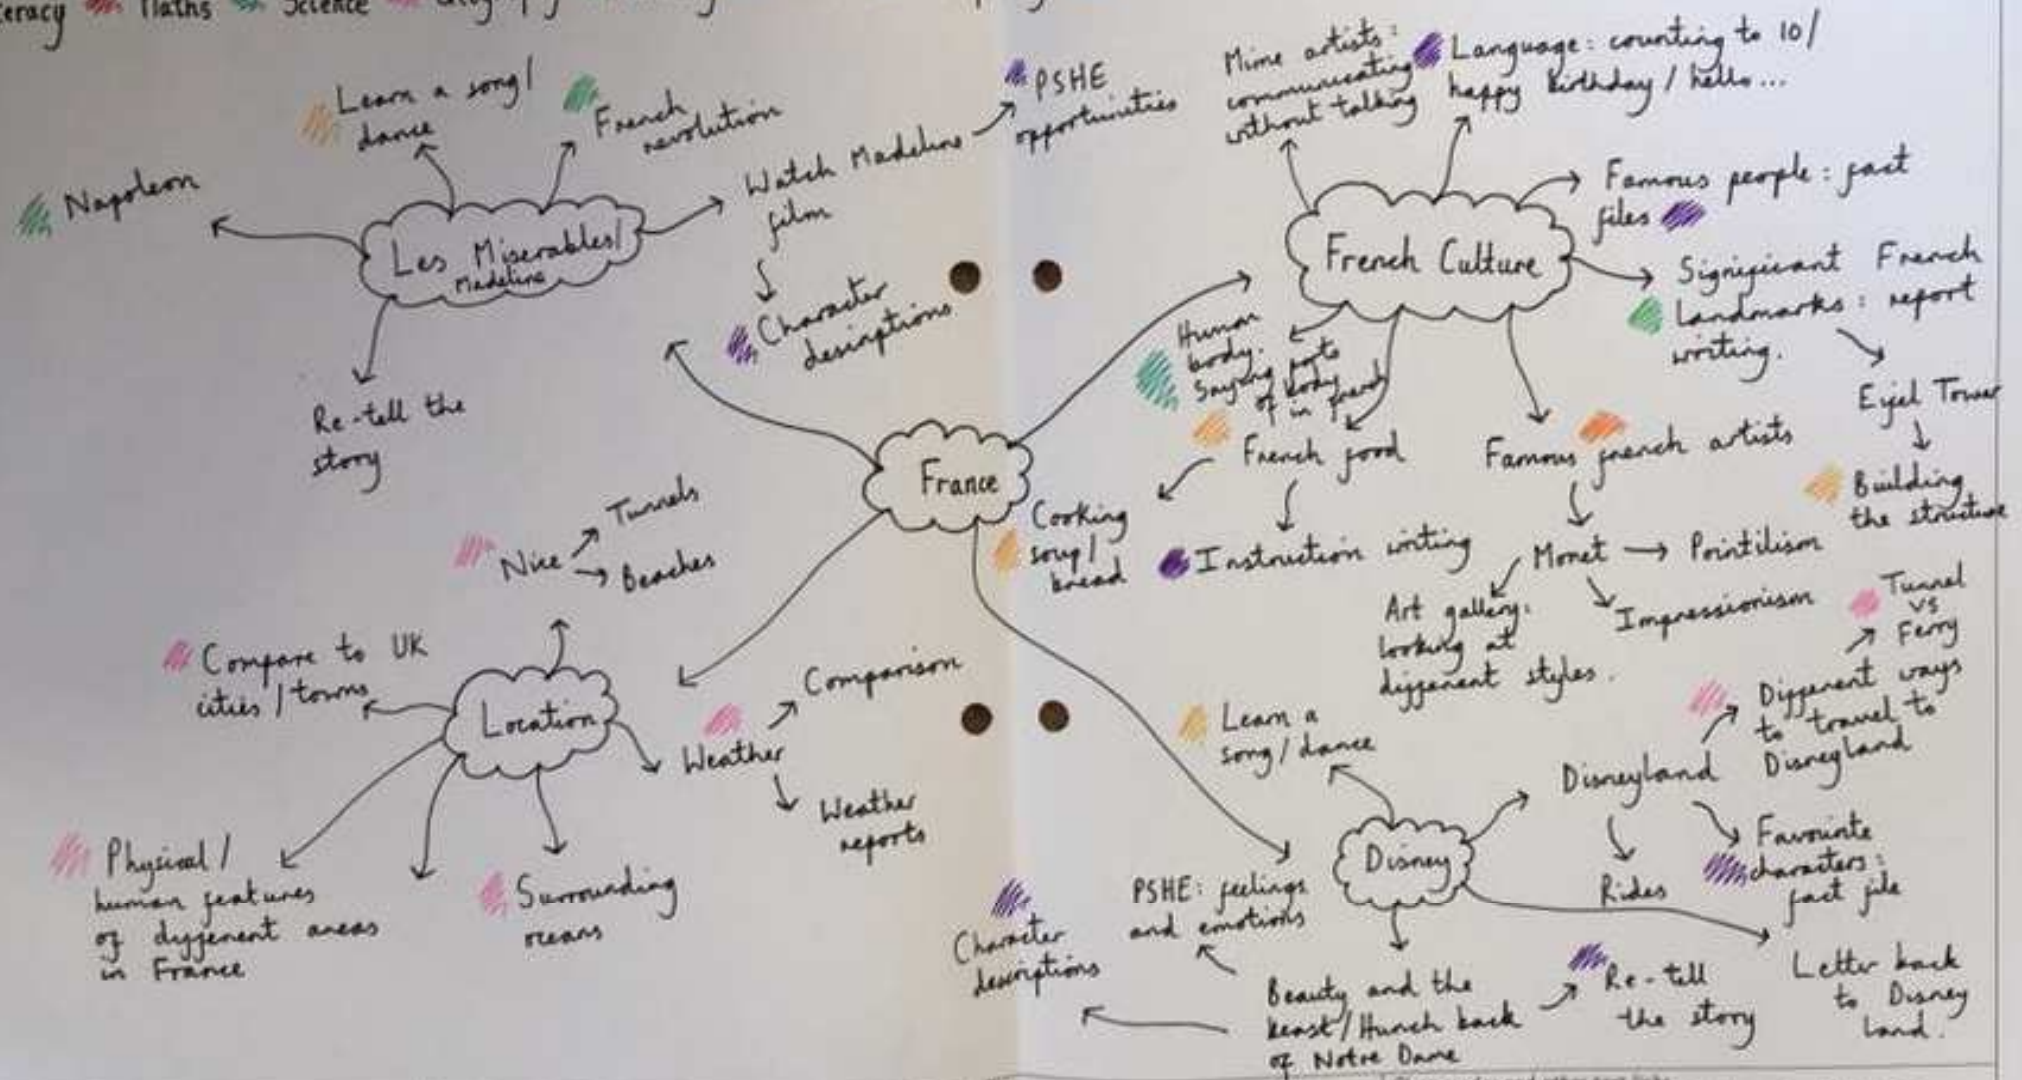 eracy Maths Science
Learn a song/
dance
French
revolution
Napoleon
Les Miserables/
Madeline
Watch Madeline
film
PSHE
opportunities
Character
desriptions
Re-tell the
story
France
Mime artists:
communicating
without talking
Language: counting to 10/
happy Birthday / hello...
French Culture
Famous people: fact
files
Significant French
Landmarks: report
writing.
Eifel Tower
Building
the structure
Human
body.
Saying parts
of body
in french
French food
Cooking
soup/
bread
Instruction writing
Famous french artists
Monet
Pointilism
Impressionism
Art gallery:
looking at
different styles.
Nice
Tunnels
Beaches
Compare to UK
cities / towns
Location
Weather
Comparison
Weather
reports
Physical /
human features
of different areas
in France
Surrounding
oceans
Learn a
song/dance
Disney
Disneyland
Different ways
to travel to
Disneyland
Tunnel
vs
Ferry
Rides
Favourite
characters:
fact file
Letter back
to Disney
land.
PSHE: feelings
and emotions
Character
descriptions
Beauty and the
beast/Hunch back
of Notre Dame
Re-tell
the story